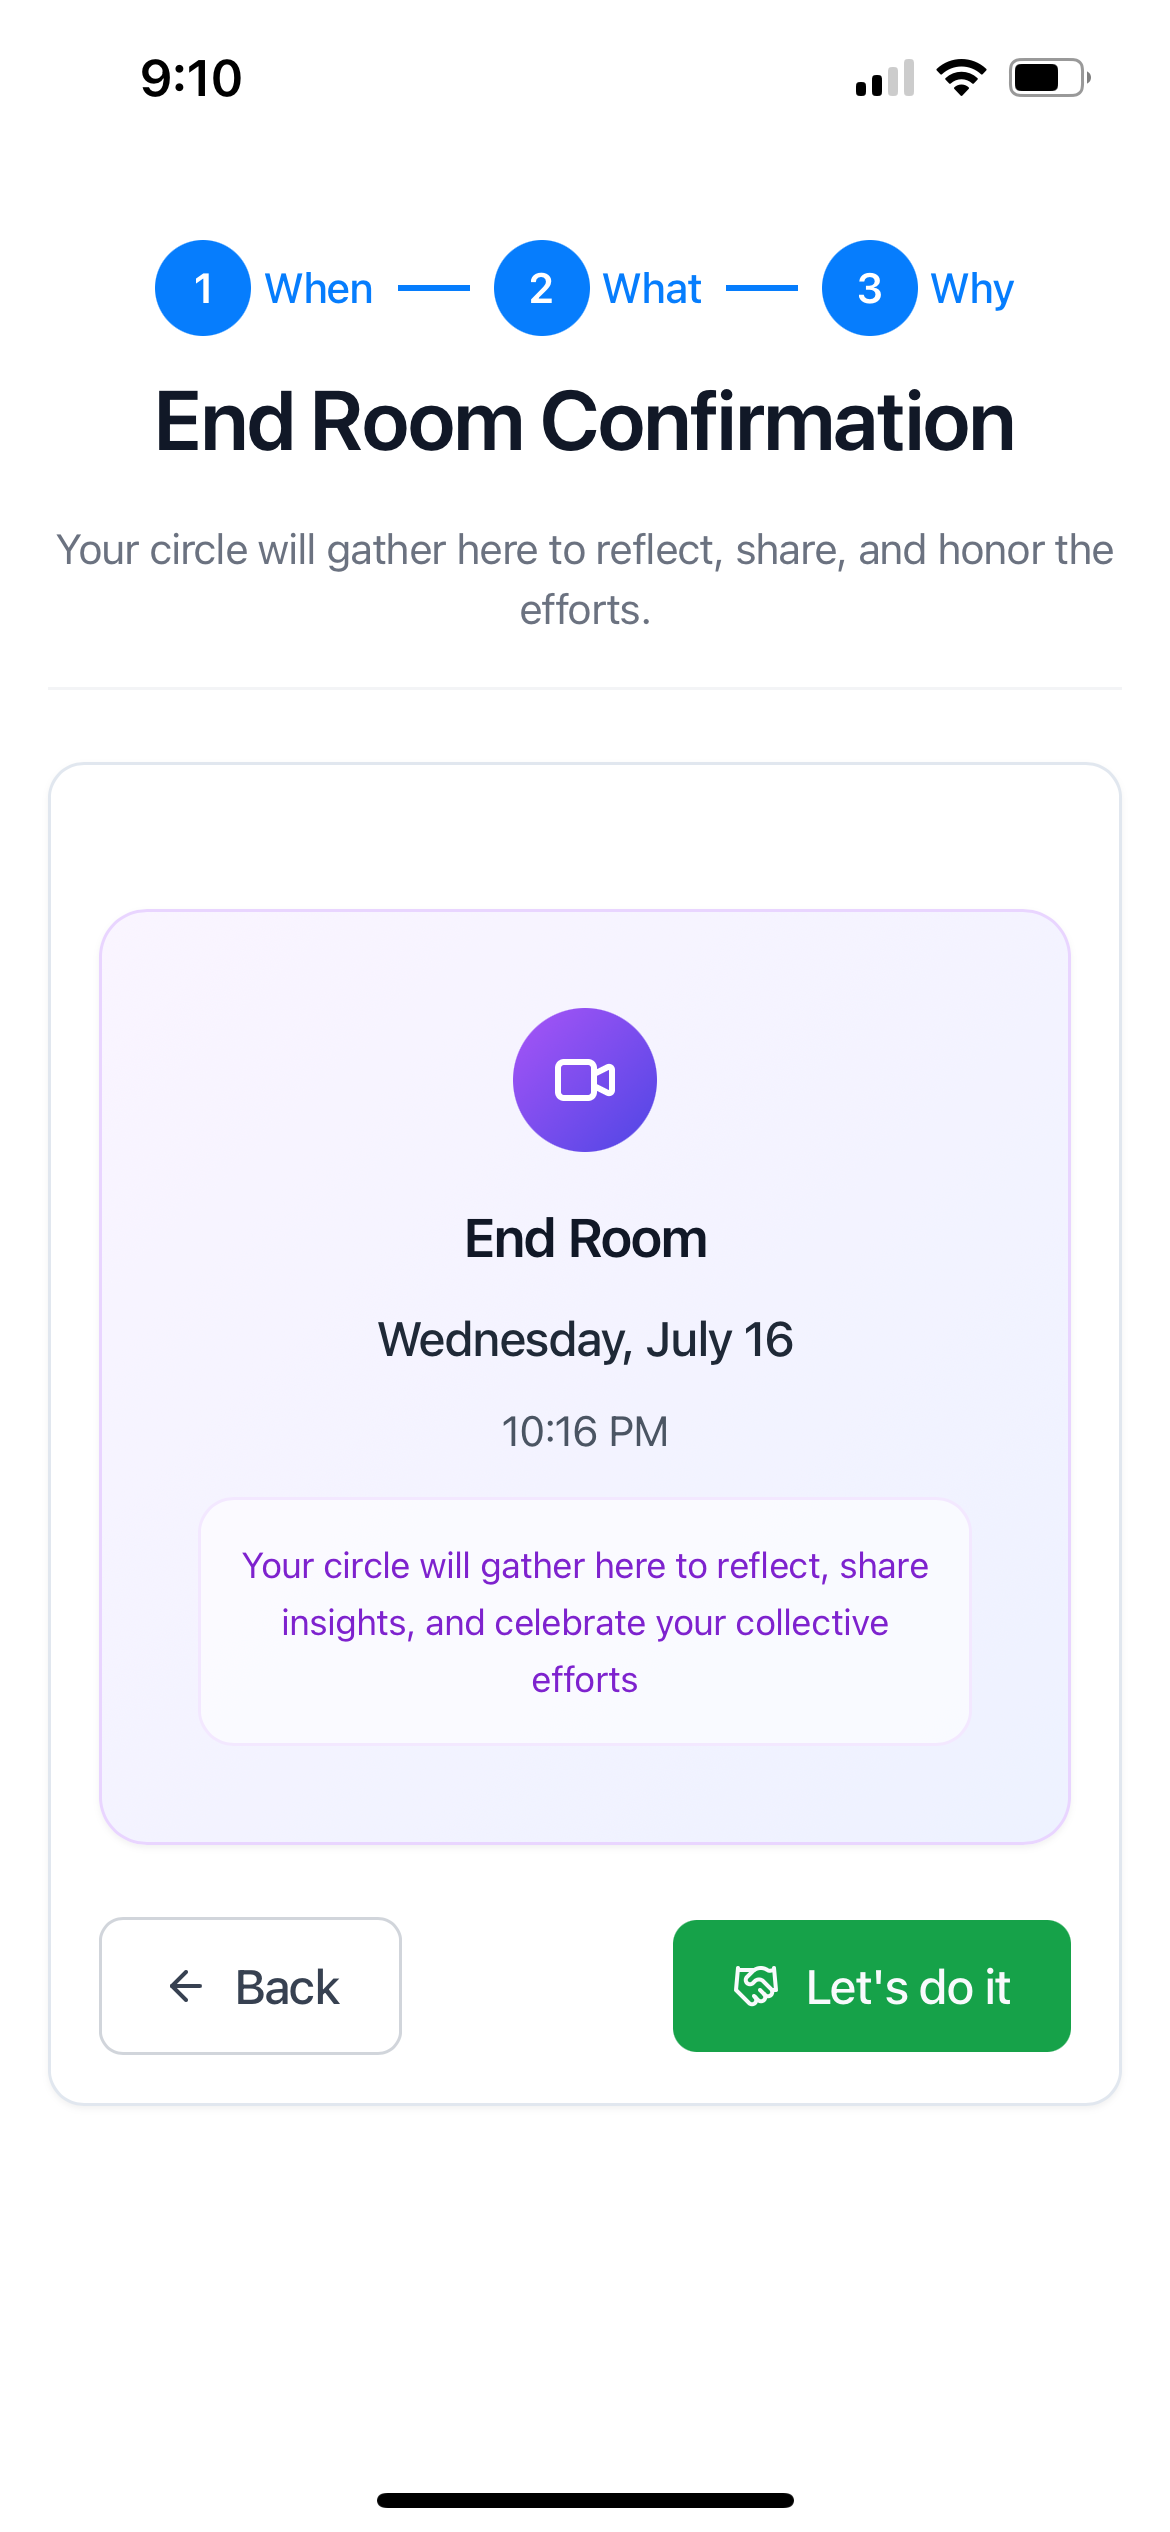 9:10
1 When 2 What 3 Why
End Room Confirmation
Your circle will gather here to reflect, share, and honor the
efforts.
End Room
Wednesday, July 16
10:16 PM
Your circle will gather here to reflect, share
insights, and celebrate your collective
efforts
Back
Let's do it